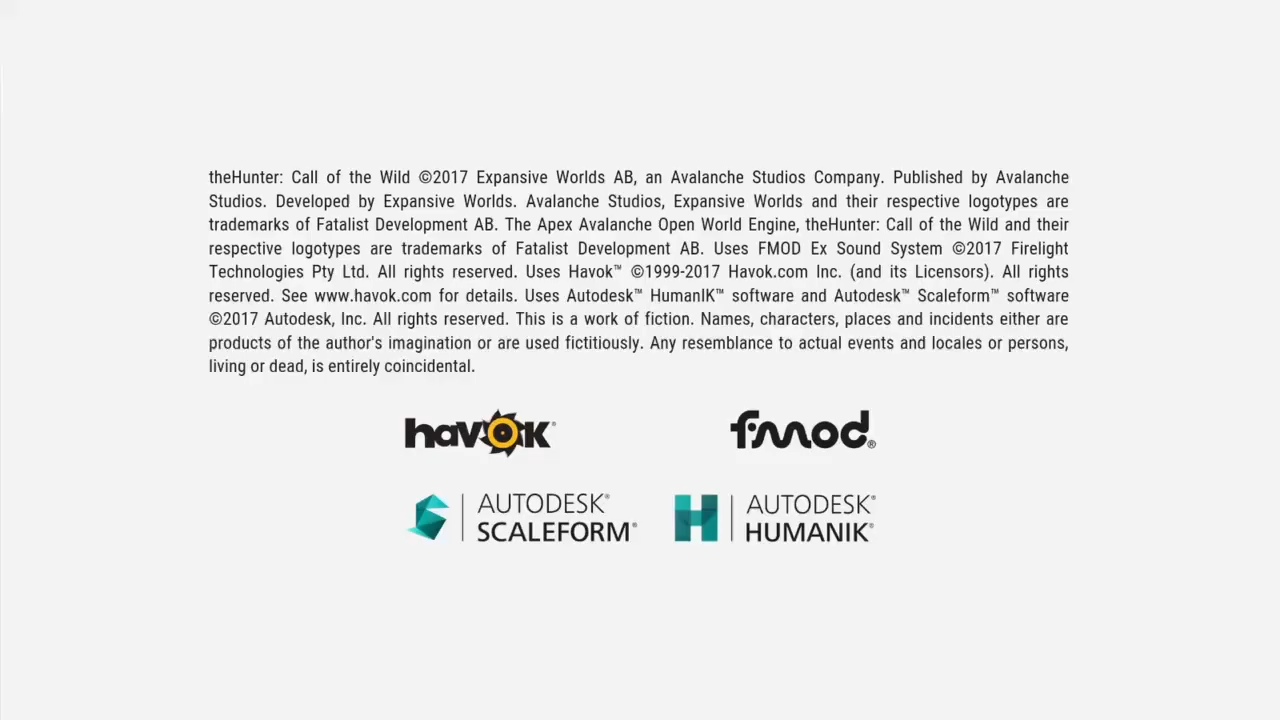 theHunter: Call of the Wild ©2017 Expansive Worlds AB, an Avalanche Studios Company. Published by Avalanche
Studios. Developed by Expansive Worlds. Avalanche Studios, Expansive Worlds and their respective logotypes are
trademarks of Fatalist Development AB. The Apex Avalanche Open World Engine, theHunter: Call of the Wild and their
respective logotypes are trademarks of Fatalist Development AB. Uses FMOD Ex Sound System ©2017 Firelight
Technologies Pty Ltd. All rights reserved. Uses Havok™ ©1999-2017 Havok.com Inc. (and its Licensors). All rights
reserved. See www.havok.com for details. Uses Autodesk™ HumanIK™ software and Autodesk™ Scaleform™ software
©2017 Autodesk, Inc. All rights reserved. This is a work of fiction. Names, characters, places and incidents either are
products of the author's imagination or are used fictitiously. Any resemblance to actual events and locales or persons,
living or dead, is entirely coincidental.
havok®
fmod®
AUTODESK®
SCALEFORM®
AUTODESK®
HUMANIK®